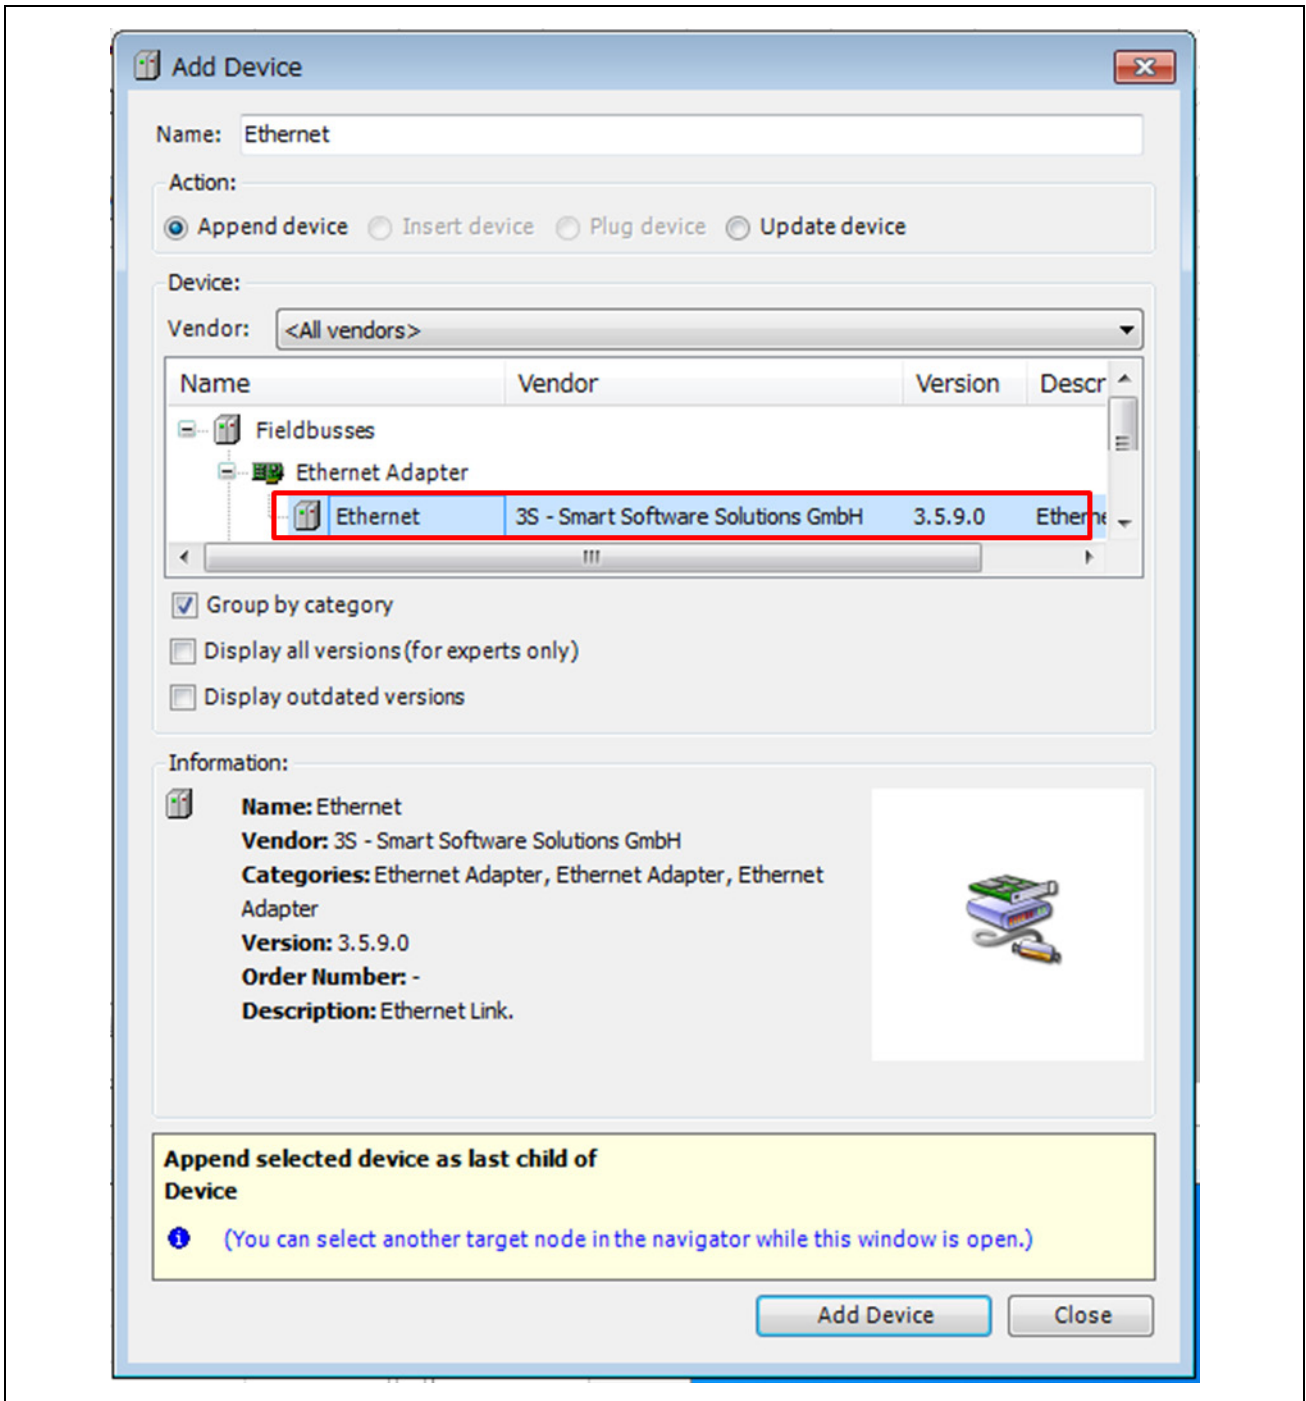 Add Device
Name: Ethernet
Action:
Append device Insert device Plug device Update device
Device:
Vendor: <All vendors>
Name Vendor Version Descr
Fieldbusses
Ethernet Adapter
Ethernet 3S - Smart Software Solutions GmbH 3.5.9.0 Etherne
Group by category
Display all versions (for experts only)
Display outdated versions
Information:
Name: Ethernet
Vendor: 3S - Smart Software Solutions GmbH
Categories: Ethernet Adapter, Ethernet Adapter, Ethernet
Adapter
Version: 3.5.9.0
Order Number: -
Description: Ethernet Link.
Append selected device as last child of
Device
(You can select another target node in the navigator while this window is open.)
Add Device Close